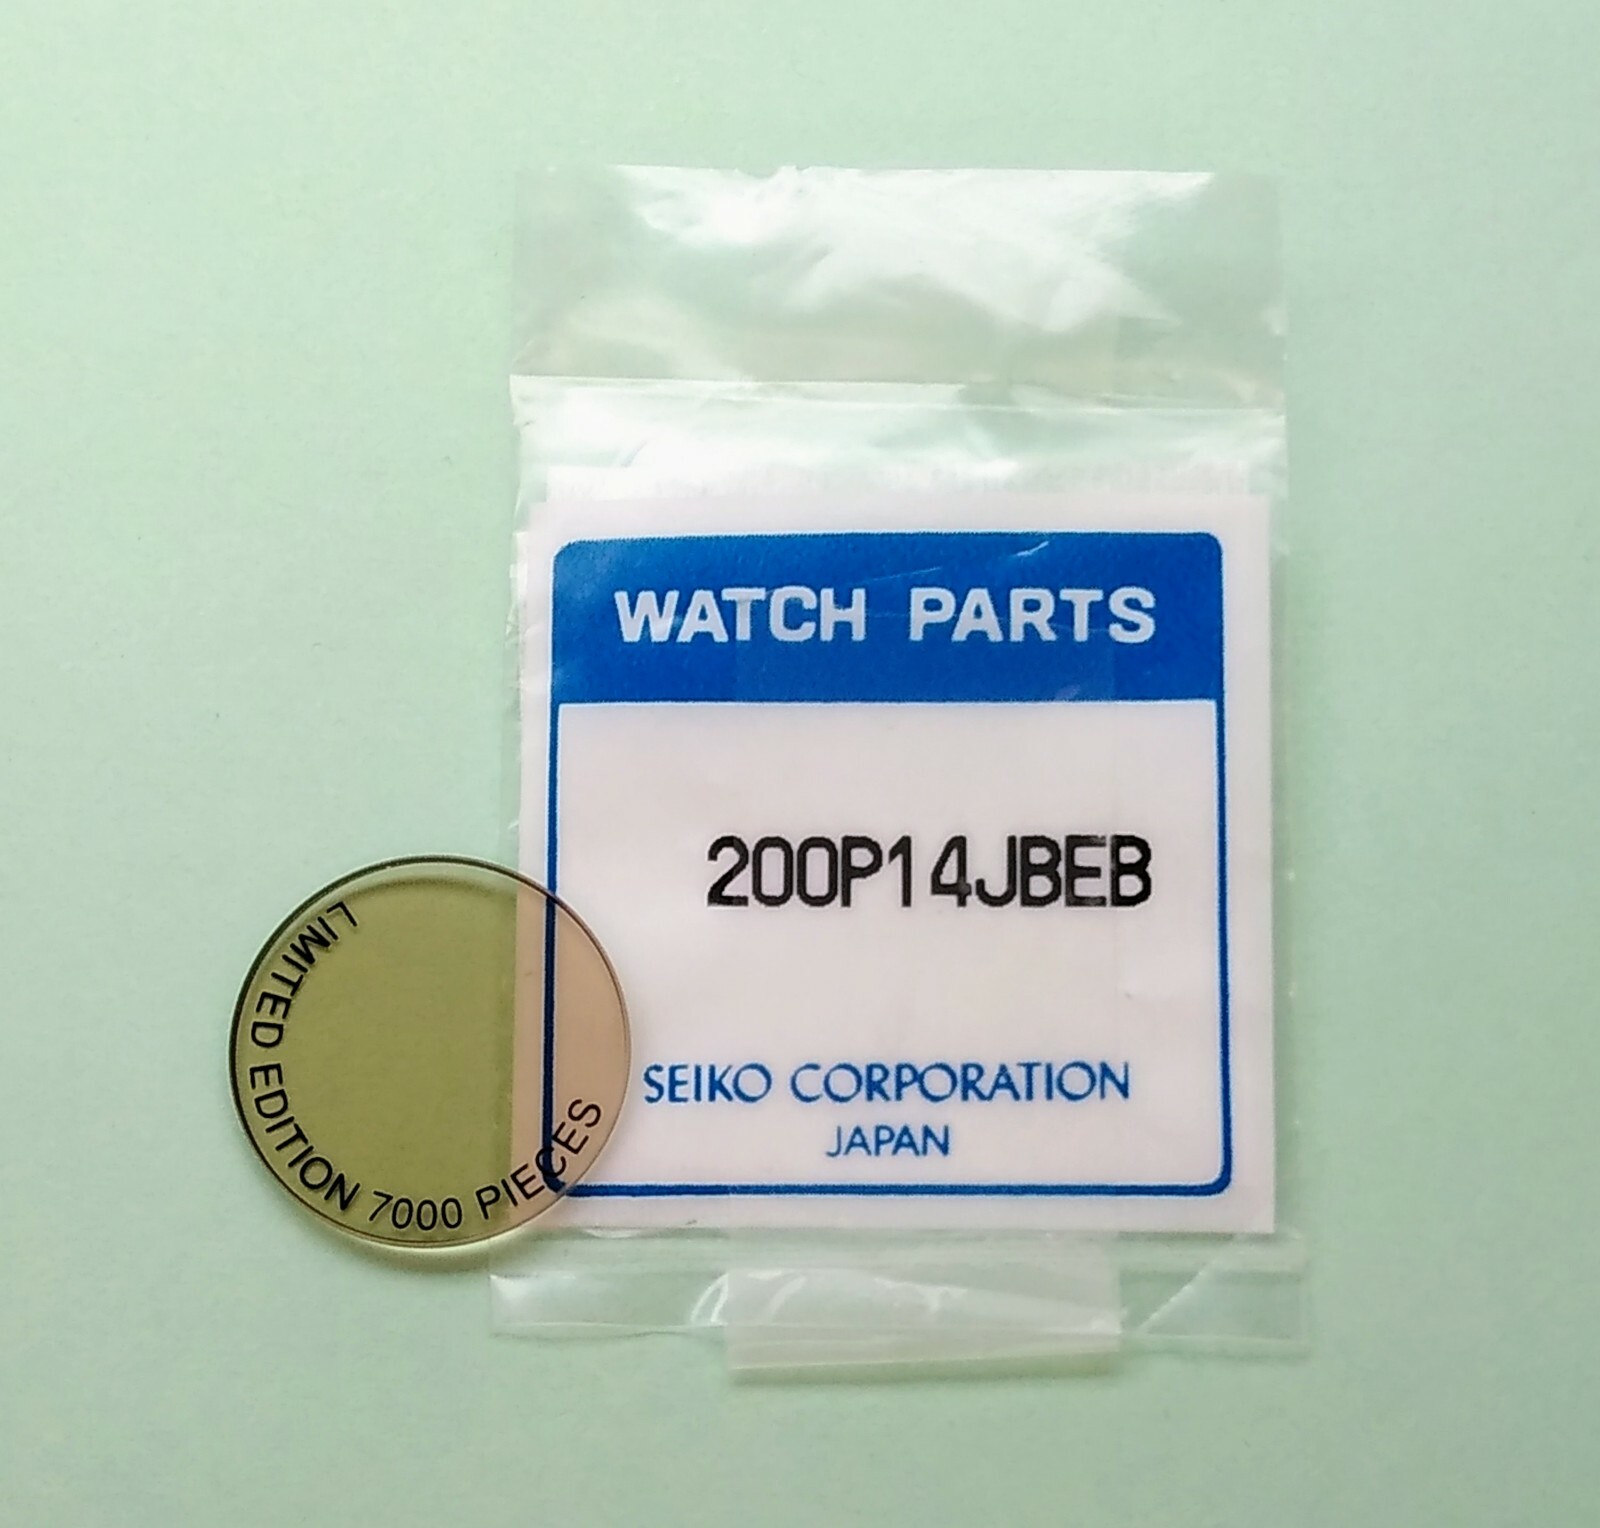 WATCH PARTS
200P14JBEB
SEIKO CORPORATION
JAPAN
LIMITED EDITION 7000 PIECES